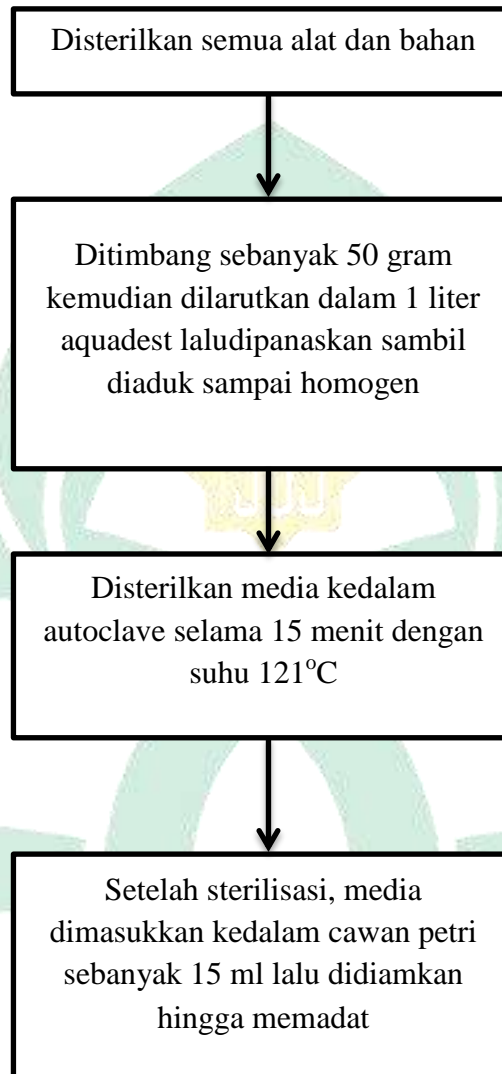 Disterilkan semua alat dan bahan
Ditimbang sebanyak 50 gram
kemudian dilarutkan dalam 1 liter
aquadest laludipanaskan sambil
diaduk sampai homogen
Disterilkan media kedalam
autoclave selama 15 menit dengan
suhu 121°C
Setelah sterilisasi, media
dimasukkan kedalam cawan petri
sebanyak 15 ml lalu didiamkan
hingga memadat